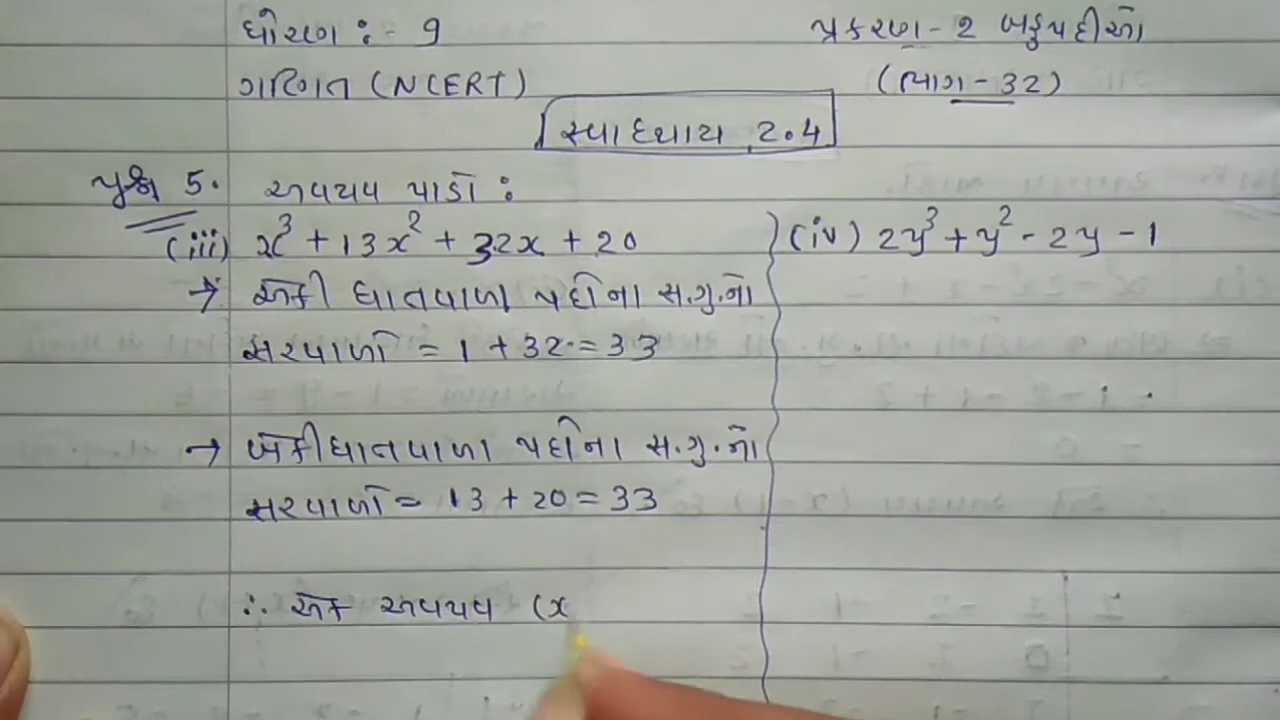 ધોરણ :- 9
પ્રકરણ - 2 બહુપદીઓ
ગણિત (NCERT)
(ભાગ - 32)
સ્વાધ્યાય 2.4
પ્રશ્ન 5. અવયવ પાડો :
(iii) x³ + 13x² + 32x + 20
→ એકી ઘાતવાળા પદોના સ.ગુ.નો
સરવાળો = 1 + 32 = 33
→ બેકીઘાતવાળા પદોના સ.ગુ.નો
સરવાળો = 13 + 20 = 33
∴ એક અવયવ (x
(iv) 2y³ + y² - 2y - 1